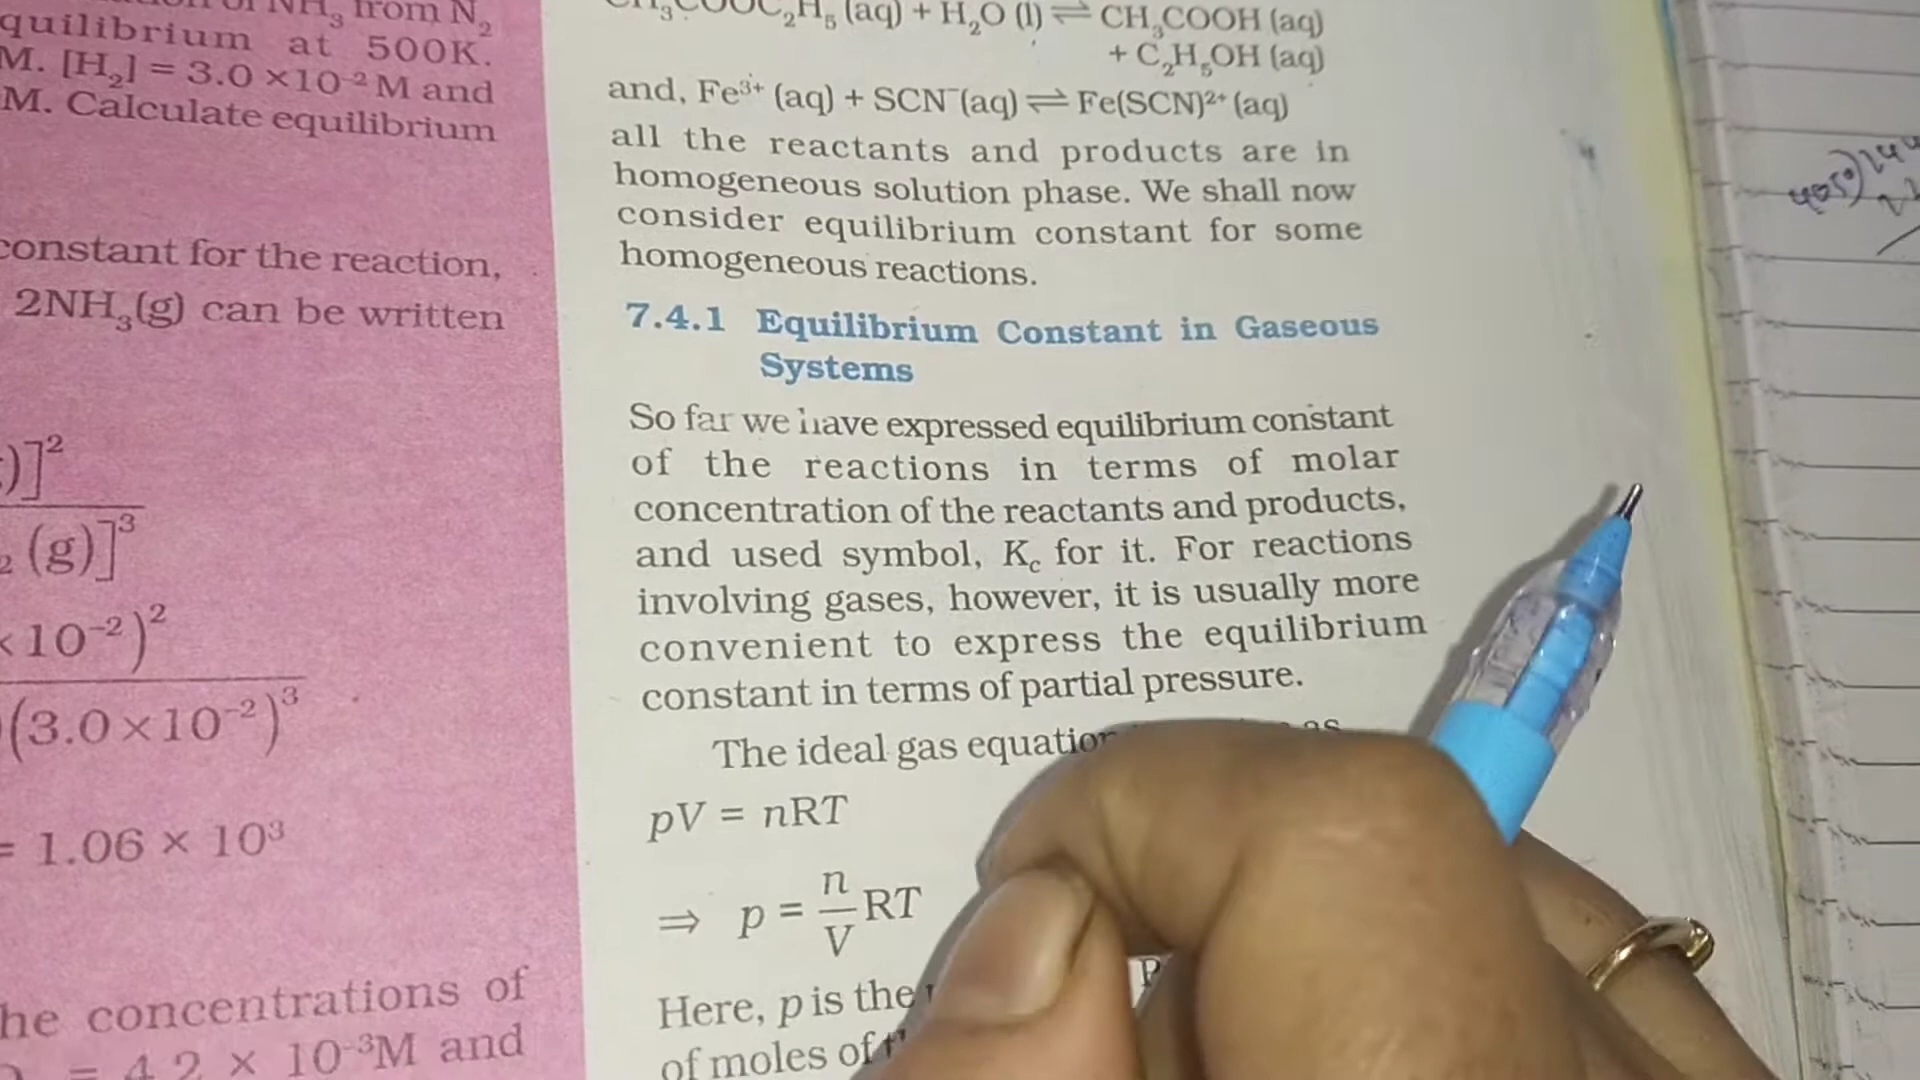 NH₃ from N₂
quilibrium at 500K.
M. [H₂] = 3.0 ×10⁻² M and
M. Calculate equilibrium
constant for the reaction,
2NH₃(g) can be written
)]²
₂ (g)]³
× 10⁻²)²
(3.0×10⁻²)³
= 1.06 × 10³
he concentrations of
= 4.2 × 10⁻³M and
CH₃COOC₂H₅ (aq) + H₂O (l) ⇌ CH₃COOH (aq)
+ C₂H₅OH (aq)
and, Fe³⁺ (aq) + SCN⁻(aq) ⇌ Fe(SCN)²⁺ (aq)
all the reactants and products are in
homogeneous solution phase. We shall now
consider equilibrium constant for some
homogeneous reactions.
7.4.1 Equilibrium Constant in Gaseous
Systems
So far we have expressed equilibrium constant
of the reactions in terms of molar
concentration of the reactants and products,
and used symbol, K꜀ for it. For reactions
involving gases, however, it is usually more
convenient to express the equilibrium
constant in terms of partial pressure.
The ideal gas equation as
pV = nRT
⇒ p = n/V RT
Here, p is the
of moles of